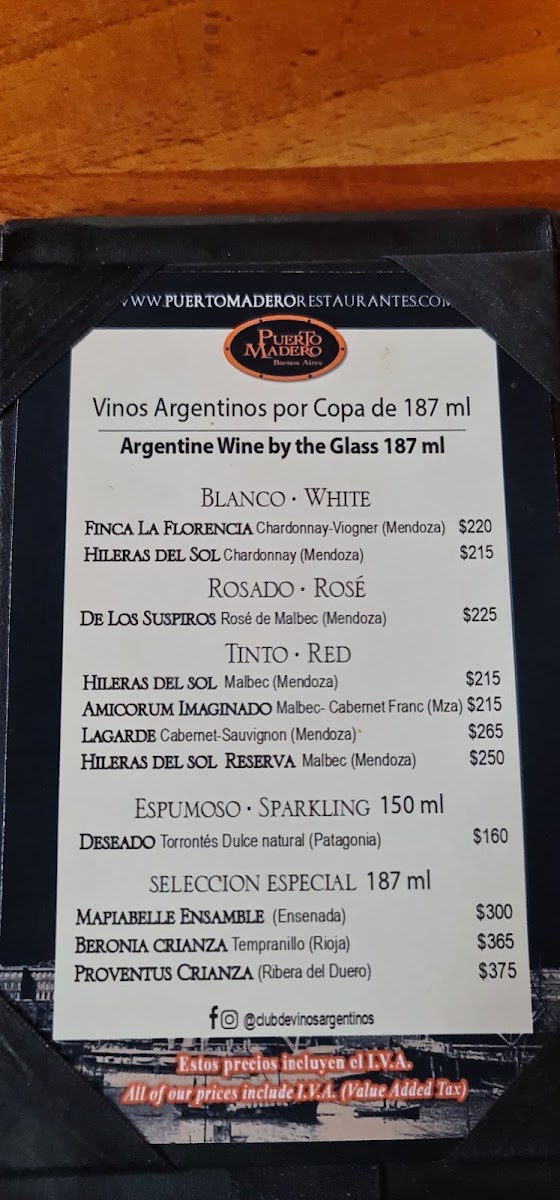 WWW.PUERTOMADERORESTAURANTES.COM
PUERTO
MADERO
Buenos Aires
Vinos Argentinos por Copa de 187 ml
Argentine Wine by the Glass 187 ml
BLANCO · WHITE
FINCA LA FLORENCIA Chardonnay-Viogner (Mendoza) $220
HILERAS DEL SOL Chardonnay (Mendoza) $215
ROSADO · ROSÉ
DE LOS SUSPIROS Rosé de Malbec (Mendoza) $225
TINTO · RED
HILERAS DEL SOL Malbec (Mendoza) $215
AMICORUM IMAGINADO Malbec- Cabernet Franc (Mza) $215
LAGARDE Cabernet-Sauvignon (Mendoza) $265
HILERAS DEL SOL RESERVA Malbec (Mendoza) $250
ESPUMOSO · SPARKLING 150 ml
DESEADO Torrontés Dulce natural (Patagonia) $160
SELECCION ESPECIAL 187 ml
MAPIABELLE ENSAMBLE (Ensenada) $300
BERONIA CRIANZA Tempranillo (Rioja) $365
PROVENTUS CRIANZA (Ribera del Duero) $375
f @clubdevinosargentinos
Estos precios incluyen el I.V.A.
All of our prices include I.V.A. (Value Added Tax)